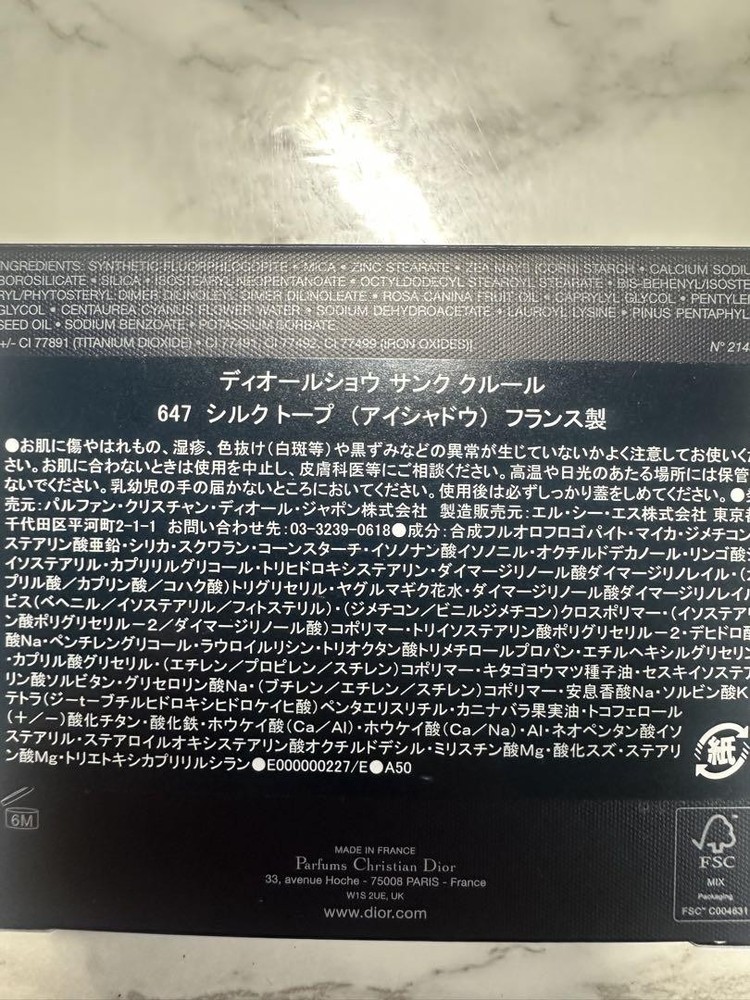 NGREDIENTS: SYNTHETIC FLUORPHLOGOPITE • MICA • ZINC STEARATE • ZEA MAYS (CORN) STARCH • CALCIUM SODIU
BOROSILICATE • SILICA • ISOSTEARYL NEOPENTANOATE • OCTYLDODECYL STEAROYL STEARATE • BIS-BEHENYL/ISOSTE
RYL/PHYTOSTERYL DIMER DILINOLEYL DIMER DILINOLEATE • ROSA CANINA FRUIT OIL • CAPRYLYL GLYCOL • PENTYLE
GLYCOL • CENTAUREA CYANUS FLOWER WATER • SODIUM DEHYDROACETATE • LAUROYL LYSINE • PINUS PENTAPHYL
SEED OIL • SODIUM BENZOATE • POTASSIUM SORBATE
+/- CI 77891 (TITANIUM DIOXIDE) • CI 77491, CI 77492, CI 77499 (IRON OXIDES)] N° 214
ディオールショウ サンク クルール
647 シルク トープ （アイシャドウ） フランス製
●お肌に傷やはれもの、湿疹、色抜け(白斑等)や黒ずみなどの異常が生じていないかよく注意してお使いくだ
さい。お肌に合わないときは使用を中止し、皮膚科医等にご相談ください。高温や日光のあたる場所には保管
ないでください。乳幼児の手の届かないところにおいてください。使用後は必ずしっかり蓋をしめてください。●
売元:パルファン・クリスチャン・ディオール・ジャポン株式会社 製造販売元:エル・シー・エス株式会社 東京都
千代田区平河町2-1-1 お問い合わせ先:03-3239-0618●成分:合成フルオロフロゴパイト・マイカ・ジメチコン
ステアリン酸亜鉛・シリカ・スクワラン・コーンスターチ・イソノナン酸イソノニル・オクチルドデカノール・リンゴ酸
イソステアリル・カプリリルグリコール・トリヒドロキシステアリン・ダイマージリノール酸ダイマージリノレイル・(
プリル酸／カプリン酸／コハク酸)トリグリセリル・ヤグルマギク花水・ダイマージリノール酸ダイマージリノレイル
ビス(ベヘニル／イソステアリル／フィトステリル)・(ジメチコン／ビニルジメチコン)クロスポリマー・(イソステア
ン酸ポリグリセリル－2／ダイマージリノール酸)コポリマー・トリイソステアリン酸ポリグリセリル－2・デヒドロ酢
酸Na・ペンチレングリコール・ラウロイルリシン・トリオクタン酸トリメチロールプロパン・エチルヘキシルグリセリン
・カプリル酸グリセリル・(エチレン／プロピレン／スチレン)コポリマー・キタゴヨウマツ種子油・セスキイソステア
リン酸ソルビタン・グリセロリン酸Na・(ブチレン／エチレン／スチレン)コポリマー・安息香酸Na・ソルビン酸K
テトラ(ジーtーブチルヒドロキシヒドロケイヒ酸)ペンタエリスリチル・カニナバラ果実油・トコフェロール
(＋／－)酸化チタン・酸化鉄・ホウケイ酸(Ca／Al)・ホウケイ酸(Ca／Na)・Al・ネオペンタン酸イソ
ステアリル・ステアロイルオキシステアリン酸オクチルドデシル・ミリスチン酸Mg・酸化スズ・ステアリ
ン酸Mg・トリエトキシカプリリルシラン●E000000227/E●A50
紙
6M
MADE IN FRANCE
Parfums Christian Dior
33, avenue Hoche - 75008 PARIS - France
W1S 2UE, UK
www.dior.com
FSC
MIX
Packaging
FSC™ C004631